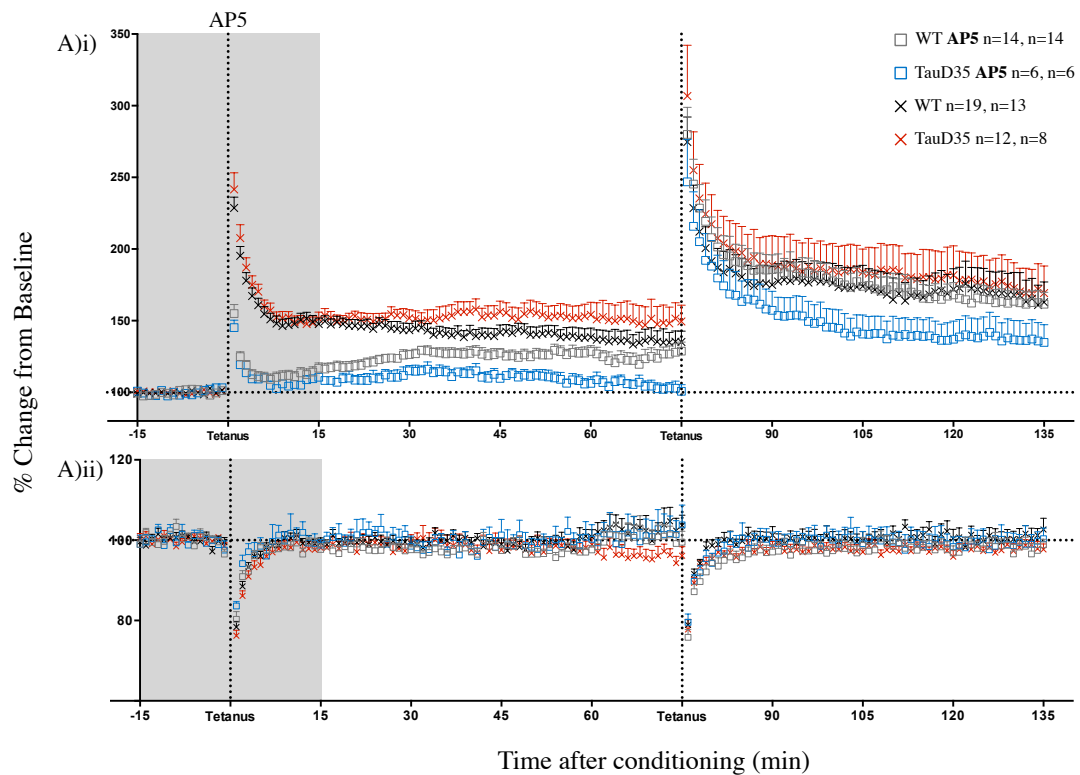 AP5
A)i)
350
300
250
200
150
100
-15
Tetanus
15
30
45
60
Tetanus
90
105
120
135
WT AP5 n=14, n=14
TauD35 AP5 n=6, n=6
WT n=19, n=13
TauD35 n=12, n=8
% Change from Baseline
A)ii)
120
100
80
-15
Tetanus
15
30
45
60
Tetanus
90
105
120
135
Time after conditioning (min)